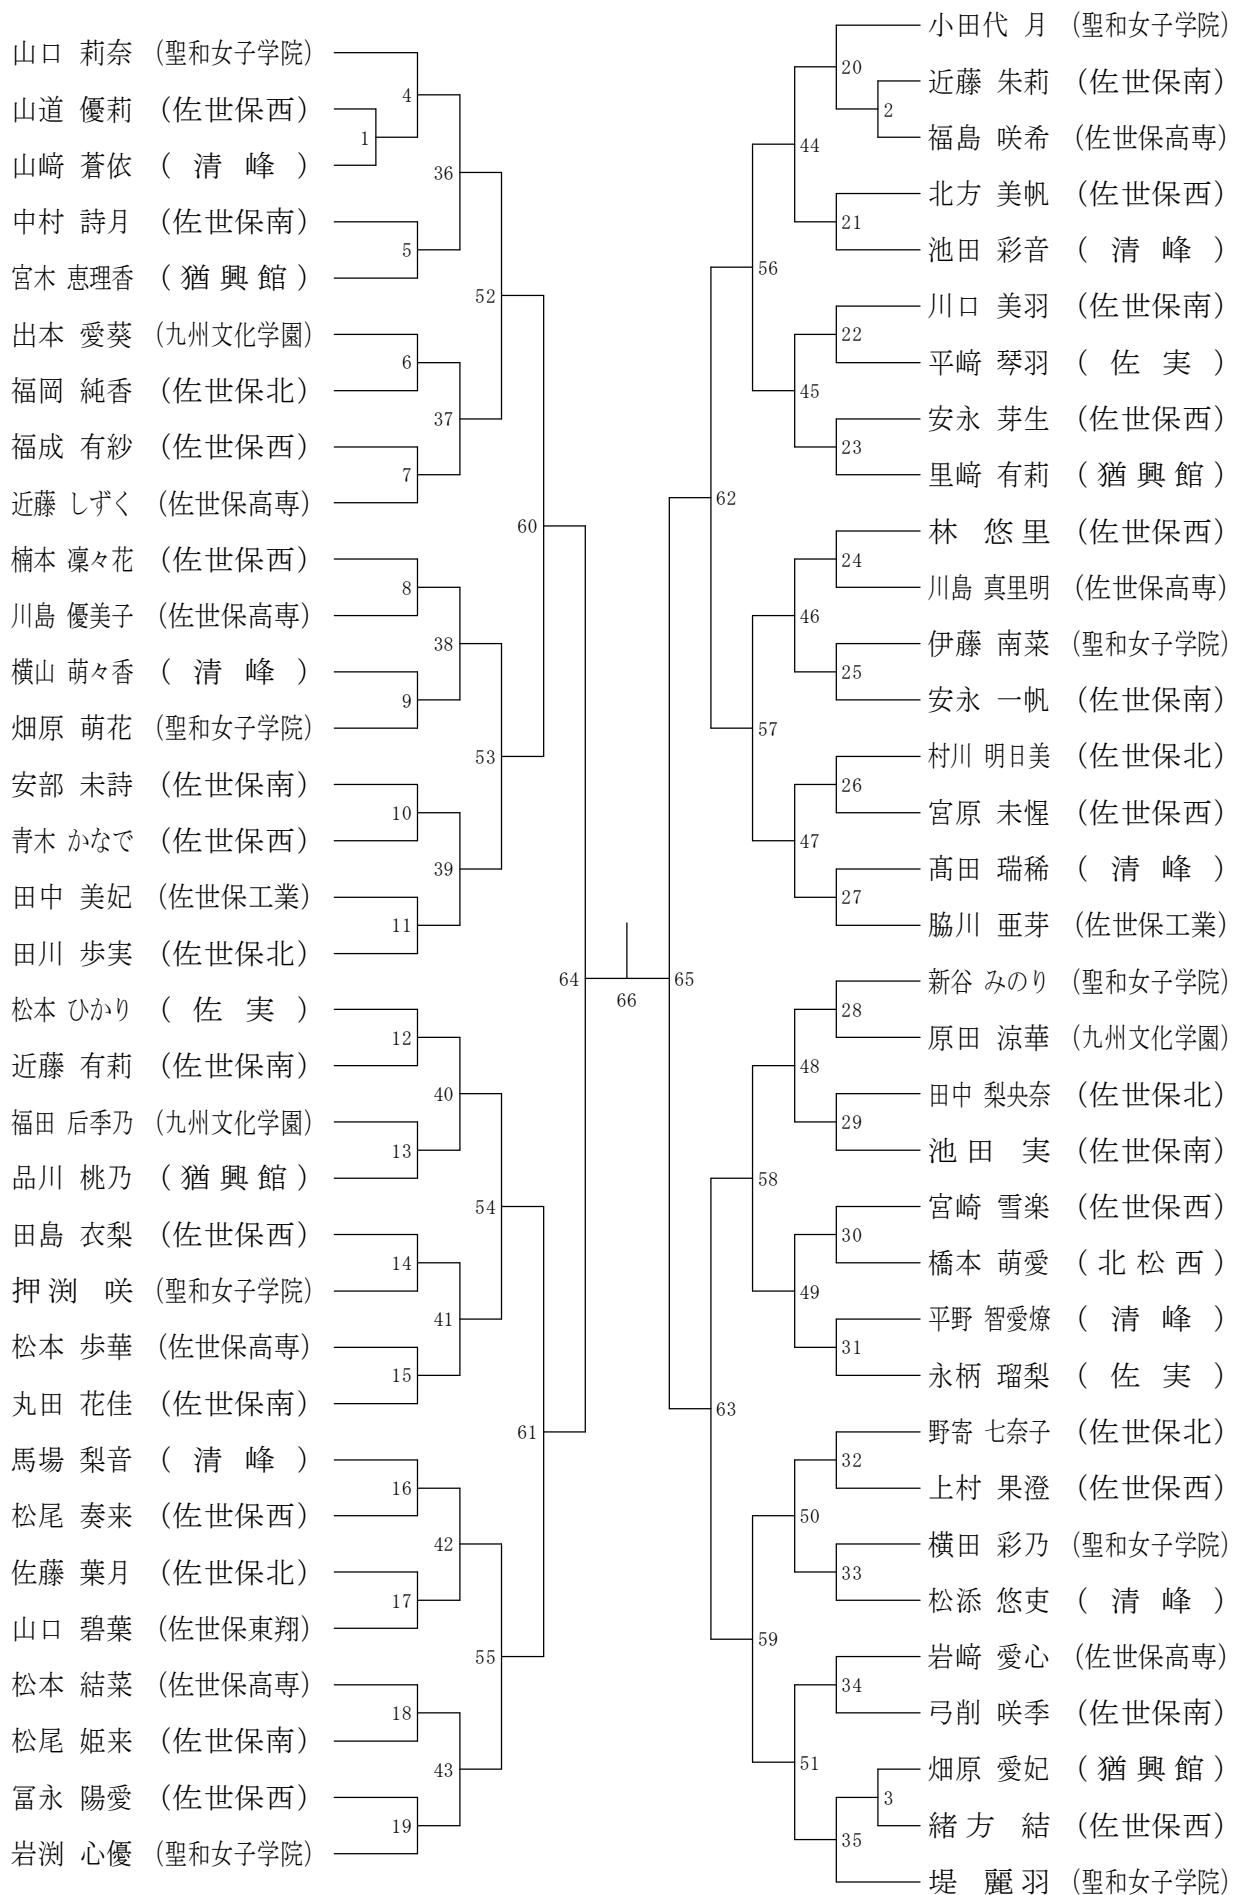 山口 莉奈 (聖和女子学院)
山道 優莉 (佐世保西)
山﨑 蒼依 ( 清 峰 )
中村 詩月 (佐世保南)
宮木 恵理香 ( 猶 興 館 )
出本 愛葵 (九州文化学園)
福岡 純香 (佐世保北)
福成 有紗 (佐世保西)
近藤 しずく (佐世保高専)
楠本 凜々花 (佐世保西)
川島 優美子 (佐世保高専)
横山 萌々香 ( 清 峰 )
畑原 萌花 (聖和女子学院)
安部 未詩 (佐世保南)
青木 かなで (佐世保西)
田中 美妃 (佐世保工業)
田川 歩実 (佐世保北)
松本 ひかり ( 佐 実 )
近藤 有莉 (佐世保南)
福田 后季乃 (九州文化学園)
品川 桃乃 ( 猶 興 館 )
田島 衣梨 (佐世保西)
押渕 咲 (聖和女子学院)
松本 歩華 (佐世保高専)
丸田 花佳 (佐世保南)
馬場 梨音 ( 清 峰 )
松尾 奏来 (佐世保西)
佐藤 葉月 (佐世保北)
山口 碧葉 (佐世保東翔)
松本 結菜 (佐世保高専)
松尾 姫来 (佐世保南)
冨永 陽愛 (佐世保西)
岩渕 心優 (聖和女子学院)
1
4
5
6
7
8
9
10
11
12
13
14
15
16
17
18
19
36
37
38
39
40
41
42
43
52
53
54
55
60
61
64
66
65
62
63
56
57
58
59
44
45
46
47
48
49
50
51
20
21
22
23
24
25
26
27
28
29
30
31
32
33
34
35
2
3
小田代 月 (聖和女子学院)
近藤 朱莉 (佐世保南)
福島 咲希 (佐世保高専)
北方 美帆 (佐世保西)
池田 彩音 ( 清 峰 )
川口 美羽 (佐世保南)
平﨑 琴羽 ( 佐 実 )
安永 芽生 (佐世保西)
里﨑 有莉 ( 猶 興 館 )
林 悠里 (佐世保西)
川島 真里明 (佐世保高専)
伊藤 南菜 (聖和女子学院)
安永 一帆 (佐世保南)
村川 明日美 (佐世保北)
宮原 未惺 (佐世保西)
髙田 瑞稀 ( 清 峰 )
脇川 亜芽 (佐世保工業)
新谷 みのり (聖和女子学院)
原田 涼華 (九州文化学園)
田中 梨央奈 (佐世保北)
池田 実 (佐世保南)
宮崎 雪楽 (佐世保西)
橋本 萌愛 ( 北 松 西 )
平野 智愛燎 ( 清 峰 )
永柄 瑠梨 ( 佐 実 )
野寄 七奈子 (佐世保北)
上村 果澄 (佐世保西)
横田 彩乃 (聖和女子学院)
松添 悠吏 ( 清 峰 )
岩﨑 愛心 (佐世保高専)
弓削 咲季 (佐世保南)
畑原 愛妃 ( 猶 興 館 )
緒方 結 (佐世保西)
堤 麗羽 (聖和女子学院)